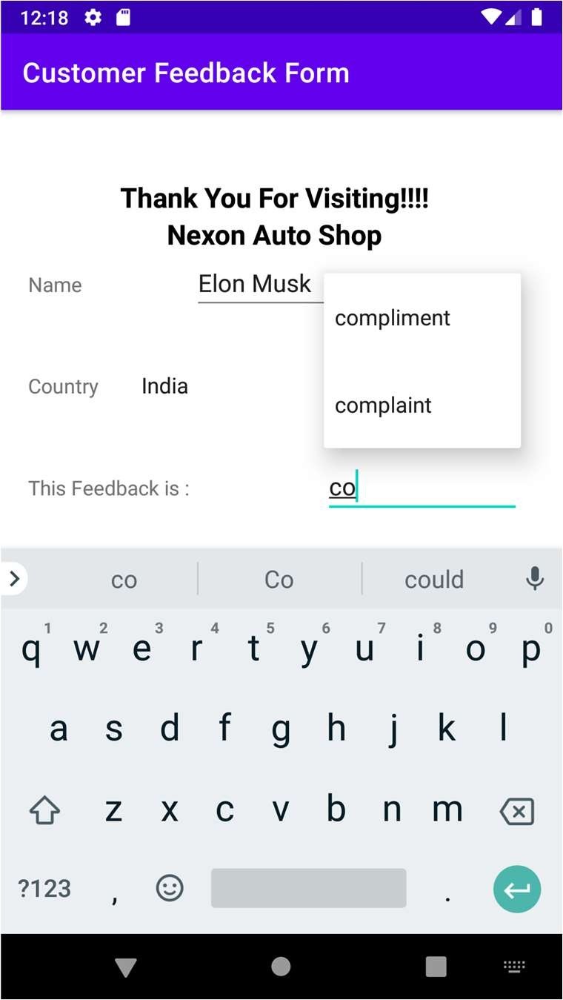 12:18
Customer Feedback Form
Thank You For Visiting!!!!
Nexon Auto Shop
Name Elon Musk
compliment
Country India
complaint
This Feedback is : co
co Co could
1 2 3 4 5 6 7 8 9 0
q w e r t y u i o p
a s d f g h j k l
z x c v b n m
?123 , .